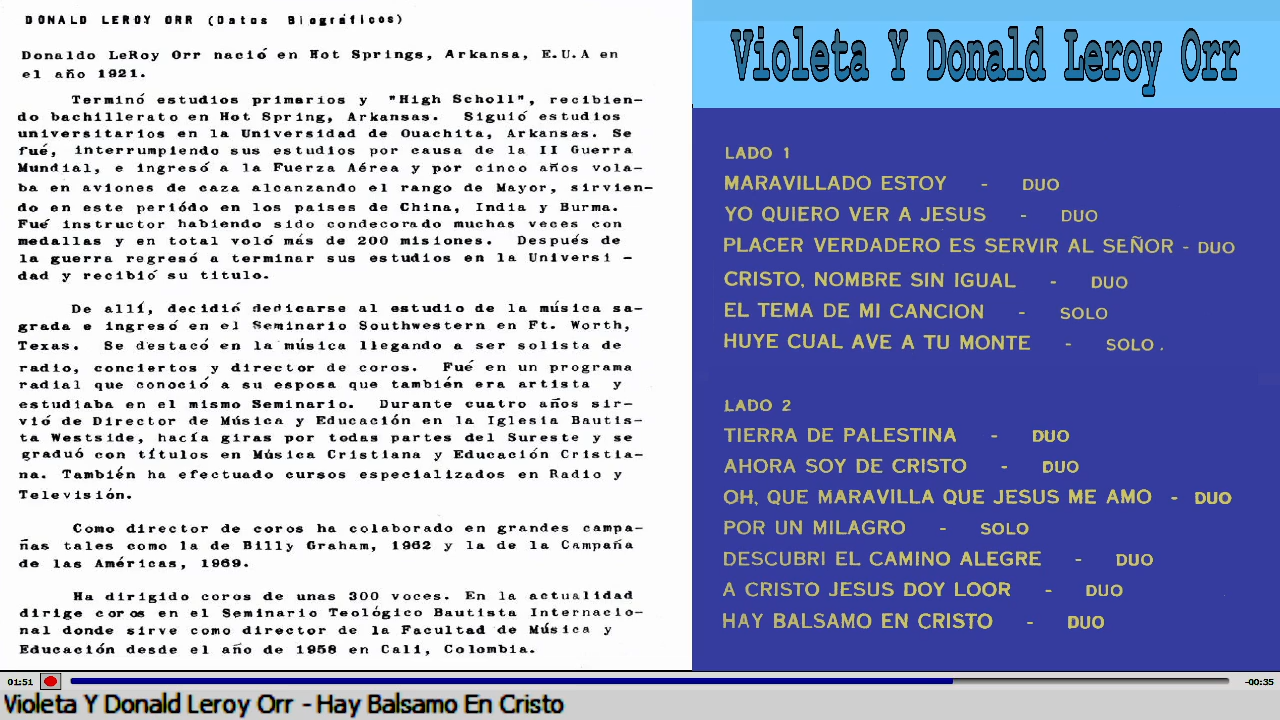 DONALD LEROY ORR (Datos Biográficos)
Donaldo LeRoy Orr nació en Hot Springs, Arkansa, E.U.A en
el año 1921.
Terminó estudios primarios y "High Scholl", recibien-
do bachillerato en Hot Spring, Arkansas. Siguió estudios
universitarios en la Universidad de Ouachita, Arkansas. Se
fué, interrumpiendo sus estudios por causa de la II Guerra
Mundial, e ingresó a la Fuerza Aérea y por cinco años vola-
ba en aviones de caza alcanzando el rango de Mayor, sirvien-
do en este periódo en los paises de China, India y Burma.
Fué instructor habiendo sido condecorado muchas veces con
medallas y en total voló más de 200 misiones. Después de
la guerra regresó a terminar sus estudios en la Universi -
dad y recibió su titulo.
De allí, decidió dedicarse al estudio de la música sa-
grada e ingresó en el Seminario Southwestern en Ft. Worth,
Texas. Se destacó en la música llegando a ser solista de
radio, conciertos y director de coros. Fué en un programa
radial que conoció a su esposa que también era artista y
estudiaba en el mismo Seminario. Durante cuatro años sir-
vió de Director de Música y Educación en la Iglesia Bautis-
ta Westside, hacía giras por todas partes del Sureste y se
graduó con títulos en Música Cristiana y Educación Cristia-
na. También ha efectuado cursos especializados en Radio y
Televisión.
Como director de coros ha colaborado en grandes campa-
ñas tales como la de Billy Graham, 1962 y la de la Campaña
de las Américas, 1969.
Ha dirigido coros de unas 300 voces. En la actualidad
dirige coros en el Seminario Teológico Bautista Internacio-
nal donde sirve como director de la Facultad de Música y
Educación desde el año de 1958 en Cali, Colombia.
Violeta Y Donald Leroy Orr
LADO 1
MARAVILLADO ESTOY - DUO
YO QUIERO VER A JESUS - DUO
PLACER VERDADERO ES SERVIR AL SEÑOR - DUO
CRISTO, NOMBRE SIN IGUAL - DUO
EL TEMA DE MI CANCION - SOLO
HUYE CUAL AVE A TU MONTE - SOLO .
LADO 2
TIERRA DE PALESTINA - DUO
AHORA SOY DE CRISTO - DUO
OH, QUE MARAVILLA QUE JESUS ME AMO - DUO
POR UN MILAGRO - SOLO
DESCUBRI EL CAMINO ALEGRE - DUO
A CRISTO JESUS DOY LOOR - DUO
HAY BALSAMO EN CRISTO - DUO
01:51
-00:35
Violeta Y Donald Leroy Orr - Hay Balsamo En Cristo